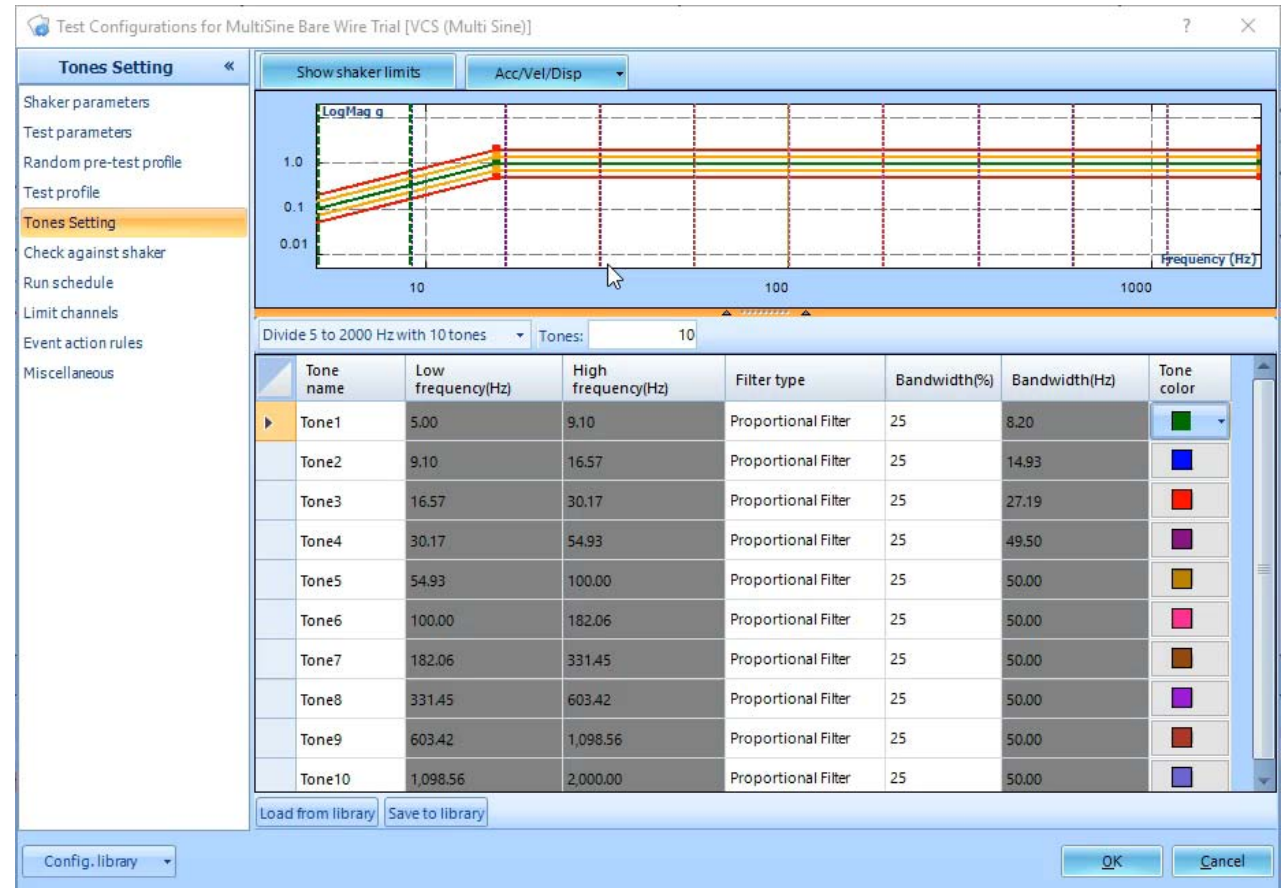 Test Configurations for MultiSine Bare Wire Trial [VCS (Multi Sine)]
Tones Setting «
Shaker parameters
Test parameters
Random pre-test profile
Test profile
Tones Setting
Check against shaker
Run schedule
Limit channels
Event action rules
Miscellaneous
Show shaker limits Acc/Vel/Disp
LogMag g
1.0
0.1
0.01
Frequency (Hz)
10 100 1000
Divide 5 to 2000 Hz with 10 tones Tones: 10
Tone name Low frequency(Hz) High frequency(Hz) Filter type Bandwidth(%) Bandwidth(Hz) Tone color
Tone1 5.00 9.10 Proportional Filter 25 8.20
Tone2 9.10 16.57 Proportional Filter 25 14.93
Tone3 16.57 30.17 Proportional Filter 25 27.19
Tone4 30.17 54.93 Proportional Filter 25 49.50
Tone5 54.93 100.00 Proportional Filter 25 50.00
Tone6 100.00 182.06 Proportional Filter 25 50.00
Tone7 182.06 331.45 Proportional Filter 25 50.00
Tone8 331.45 603.42 Proportional Filter 25 50.00
Tone9 603.42 1,098.56 Proportional Filter 25 50.00
Tone10 1,098.56 2,000.00 Proportional Filter 25 50.00
Load from library Save to library
Config. library OK Cancel